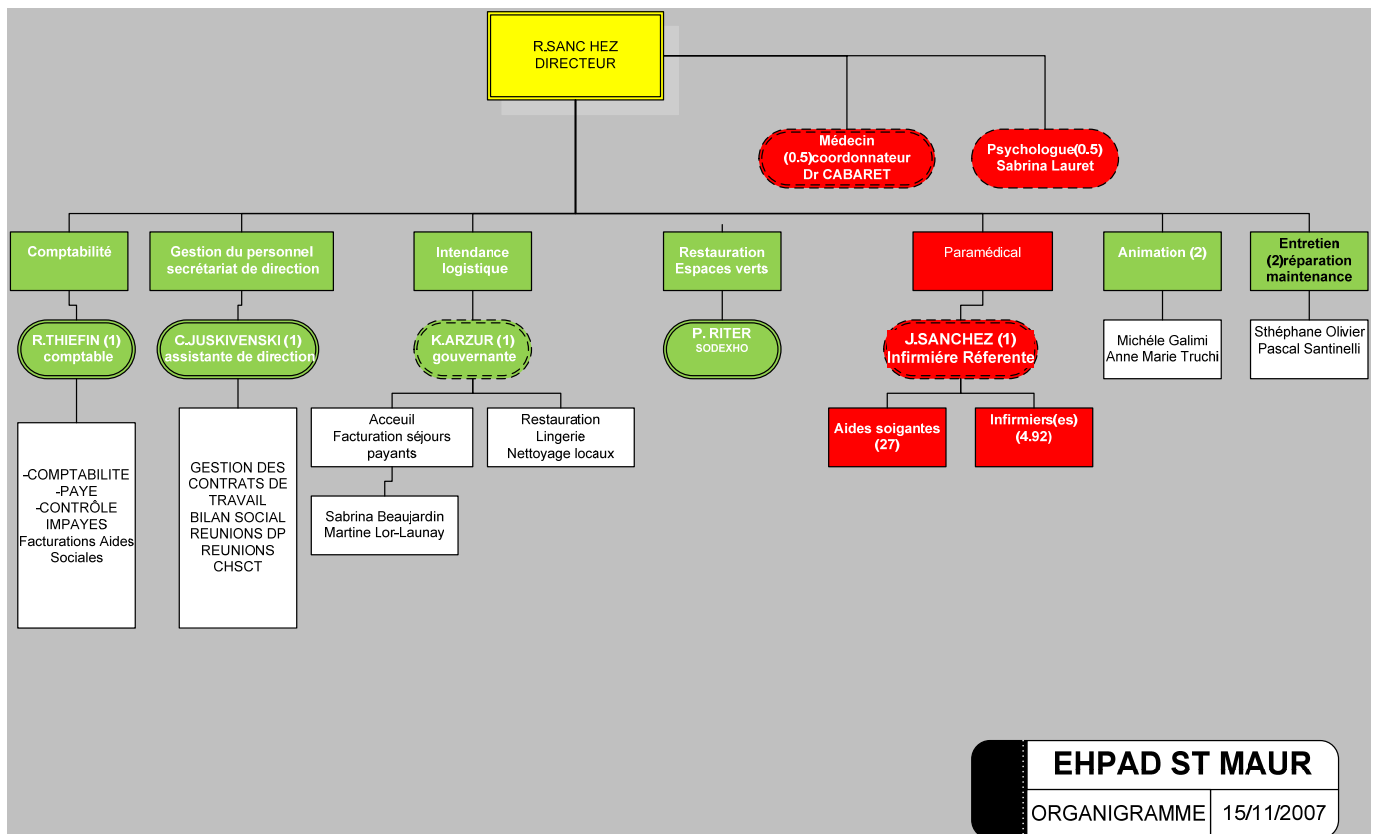 R.SANC HEZ
DIRECTEUR
Médecin
(0.5)coordonnateur
Dr CABARET
Psychologue(0.5)
Sabrina Lauret
Comptabilité
Gestion du personnel
secrétariat de direction
Intendance
logistique
Restauration
Espaces verts
Paramédical
Animation (2)
Entretien
(2)réparation
maintenance
R.THIEFIN (1)
comptable
C.JUSKIVENSKI (1)
assistante de direction
K.ARZUR (1)
gouvernante
P. RITER
SODEXHO
J.SANCHEZ (1)
Infirmiére Réferente
Michéle Galimi
Anne Marie Truchi
Sthéphane Olivier
Pascal Santinelli
-COMPTABILITE
-PAYE
-CONTRÔLE
IMPAYES
Facturations Aides
Sociales
GESTION DES
CONTRATS DE
TRAVAIL
BILAN SOCIAL
REUNIONS DP
REUNIONS
CHSCT
Acceuil
Facturation séjours
payants
Restauration
Lingerie
Nettoyage locaux
Sabrina Beaujardin
Martine Lor-Launay
Aides soigantes
(27)
Infirmiers(es)
(4.92)
EHPAD ST MAUR
ORGANIGRAMME
15/11/2007